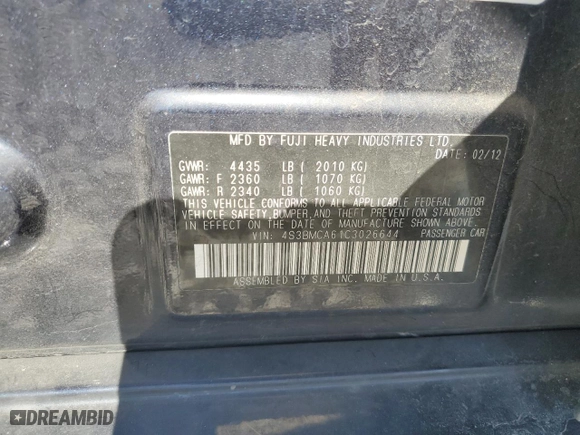 MFD BY FUJI HEAVY INDUSTRIES LTD
DATE: 02/12
GVWR: 4435 LB ( 2010 KG)
GAWR: F 2360 LB ( 1070 KG)
GAWR: R 2340 LB ( 1060 KG)
THIS VEHICLE CONFORMS TO ALL APPLICABLE FEDERAL MOTOR
VEHICLE SAFETY, BUMPER, AND THEFT PREVENTION STANDARDS
IN EFFECT ON THE DATE OF MANUFACTURE SHOWN ABOVE.
VIN: 4S3BMCA61C3026644 PASSENGER CAR
ASSEMBLED BY SIA INC. MADE IN U.S.A.
DREAMBID